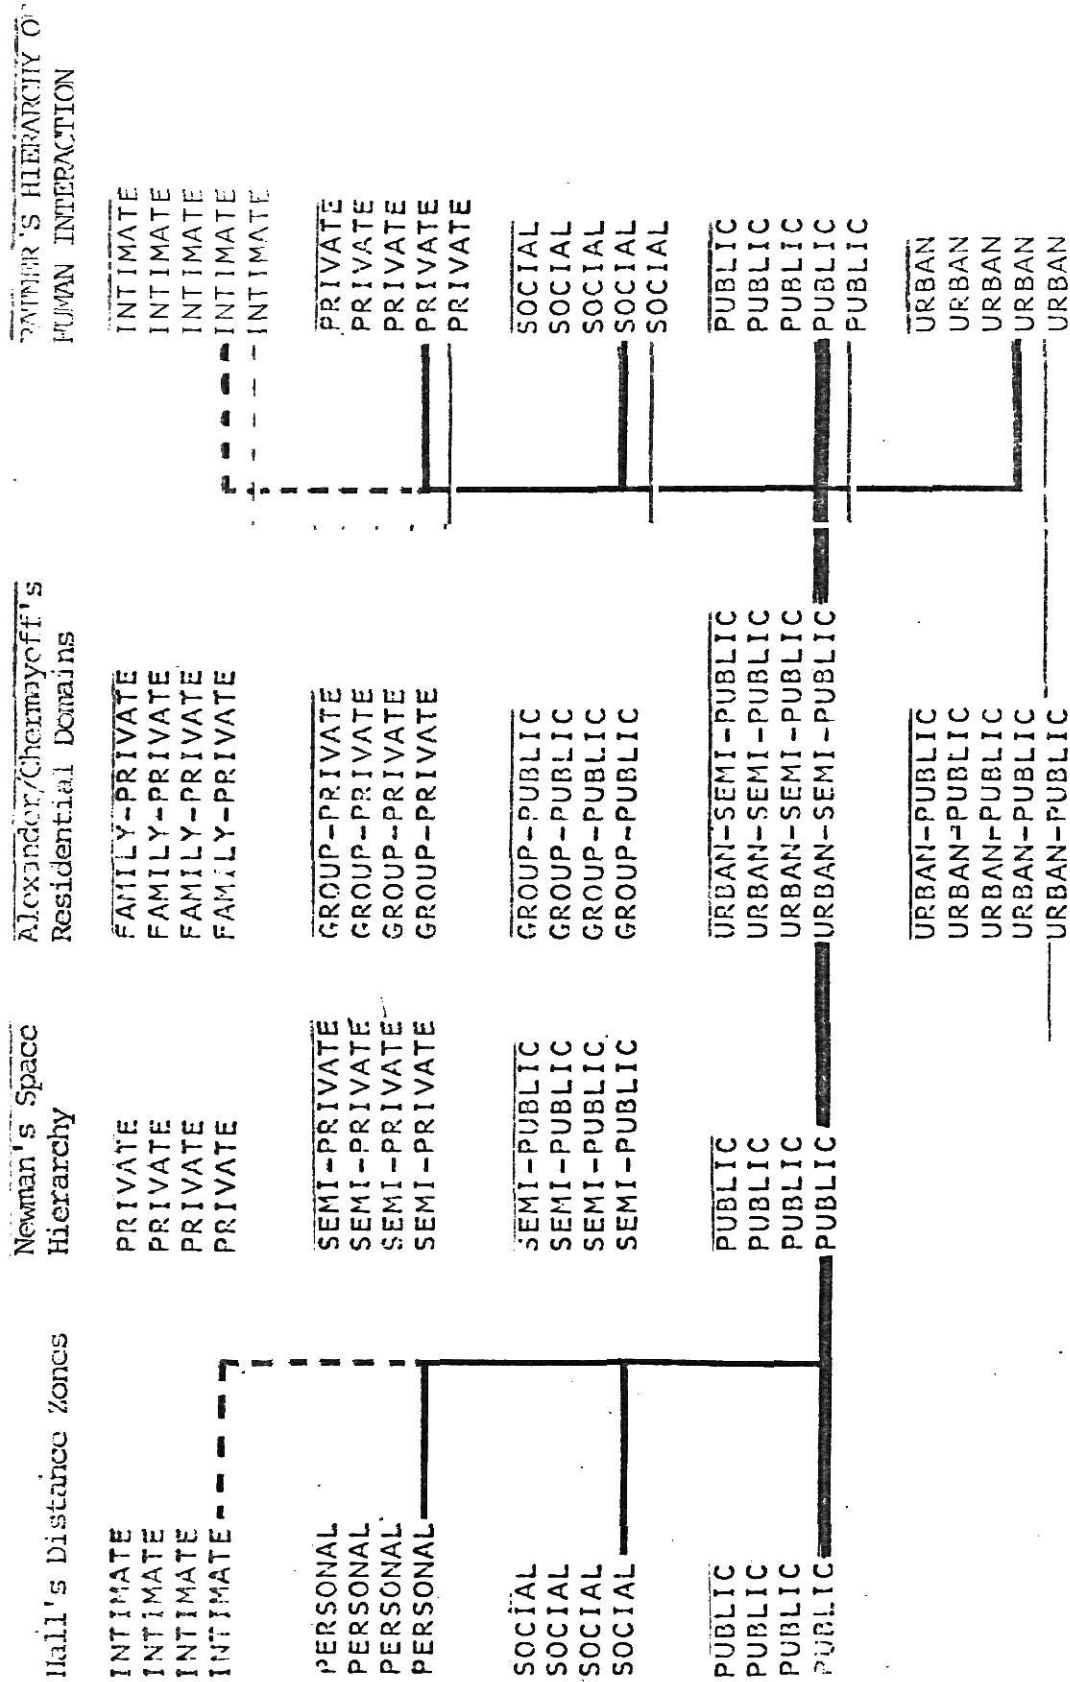 Hall's Distance Zones
INTIMATE
INTIMATE
INTIMATE
INTIMATE
PERSONAL
PERSONAL
PERSONAL
PERSONAL
SOCIAL
SOCIAL
SOCIAL
SOCIAL
PUBLIC
PUBLIC
PUBLIC
PUBLIC
Newman's Space
Hierarchy
PRIVATE
PRIVATE
PRIVATE
PRIVATE
SEMI-PRIVATE
SEMI-PRIVATE
SEMI-PRIVATE
SEMI-PRIVATE
SEMI-PUBLIC
SEMI-PUBLIC
SEMI-PUBLIC
SEMI-PUBLIC
PUBLIC
PUBLIC
PUBLIC
PUBLIC
Alexander/Chermayeff's
Residential Domains
FAMILY-PRIVATE
FAMILY-PRIVATE
FAMILY-PRIVATE
FAMILY-PRIVATE
GROUP-PRIVATE
GROUP-PRIVATE
GROUP-PRIVATE
GROUP-PRIVATE
GROUP-PUBLIC
GROUP-PUBLIC
GROUP-PUBLIC
GROUP-PUBLIC
URBAN-SEMI-PUBLIC
URBAN-SEMI-PUBLIC
URBAN-SEMI-PUBLIC
URBAN-SEMI-PUBLIC
URBAN-PUBLIC
URBAN-PUBLIC
URBAN-PUBLIC
URBAN-PUBLIC
URBAN-PUBLIC
HIERARCHY OF
HUMAN INTERACTION
INTIMATE
INTIMATE
INTIMATE
INTIMATE
INTIMATE
PRIVATE
PRIVATE
PRIVATE
PRIVATE
PRIVATE
SOCIAL
SOCIAL
SOCIAL
SOCIAL
SOCIAL
PUBLIC
PUBLIC
PUBLIC
PUBLIC
PUBLIC
URBAN
URBAN
URBAN
URBAN
URBAN